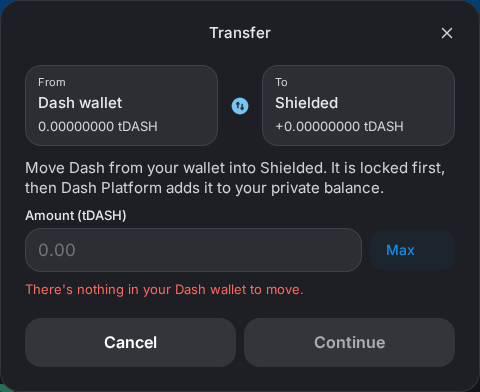 Transfer
From
Dash wallet
0.00000000 tDASH
To
Shielded
+0.00000000 tDASH
Move Dash from your wallet into Shielded. It is locked first,
then Dash Platform adds it to your private balance.
Amount (tDASH)
0.00
Max
There's nothing in your Dash wallet to move.
Cancel
Continue